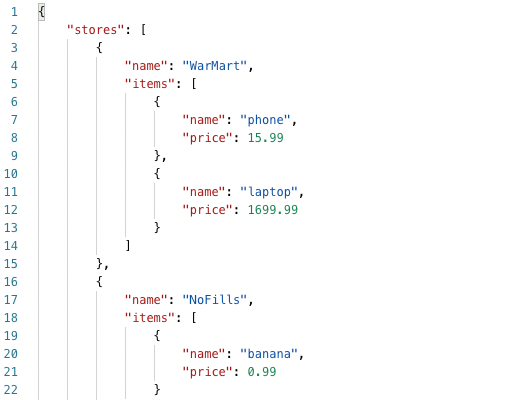 1 {
2 "stores": [
3 {
4 "name": "WarMart",
5 "items": [
6 {
7 "name": "phone",
8 "price": 15.99
9 },
10 {
11 "name": "laptop",
12 "price": 1699.99
13 }
14 ]
15 },
16 {
17 "name": "NoFills",
18 "items": [
19 {
20 "name": "banana",
21 "price": 0.99
22 }